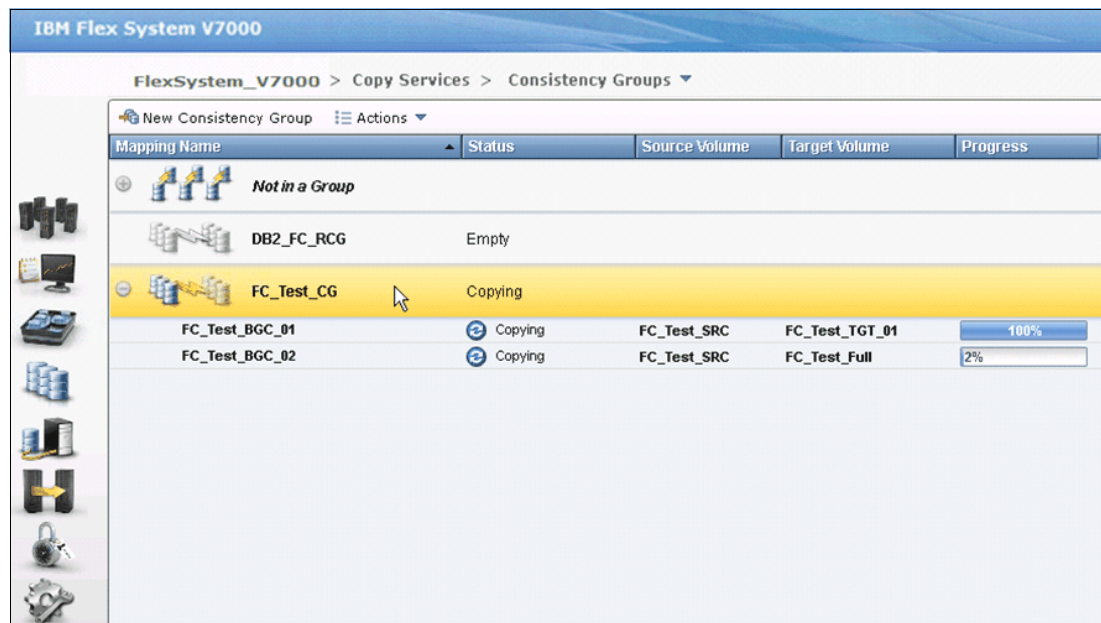 IBM Flex System V7000
FlexSystem_V7000 > Copy Services > Consistency Groups
New Consistency Group Actions
Mapping Name Status Source Volume Target Volume Progress
Not in a Group
DB2_FC_RCG Empty
FC_Test_CG Copying
FC_Test_BGC_01 Copying FC_Test_SRC FC_Test_TGT_01 100%
FC_Test_BGC_02 Copying FC_Test_SRC FC_Test_Full 2%